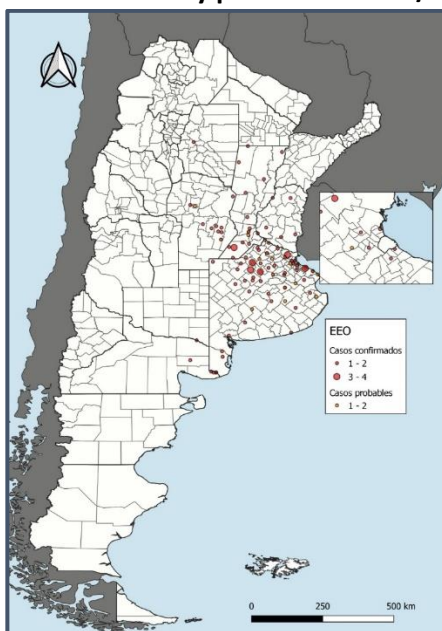 EEO
Casos confirmados
1 - 2
3 - 4
Casos probables
1 - 2
0 250 500 km